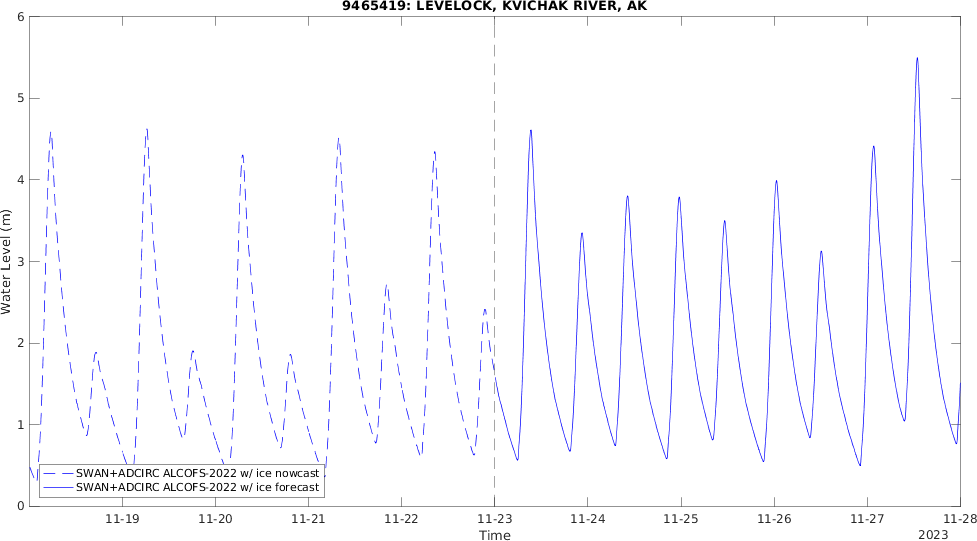 9465419: LEVELOCK, KVICHAK RIVER, AK
6
5
4
3
2
1
0
Water Level (m)
SWAN+ADCIRC ALCOFS-2022 w/ ice nowcast
SWAN+ADCIRC ALCOFS-2022 w/ ice forecast
11-19 11-20 11-21 11-22 11-23 11-24 11-25 11-26 11-27 11-28
Time
2023